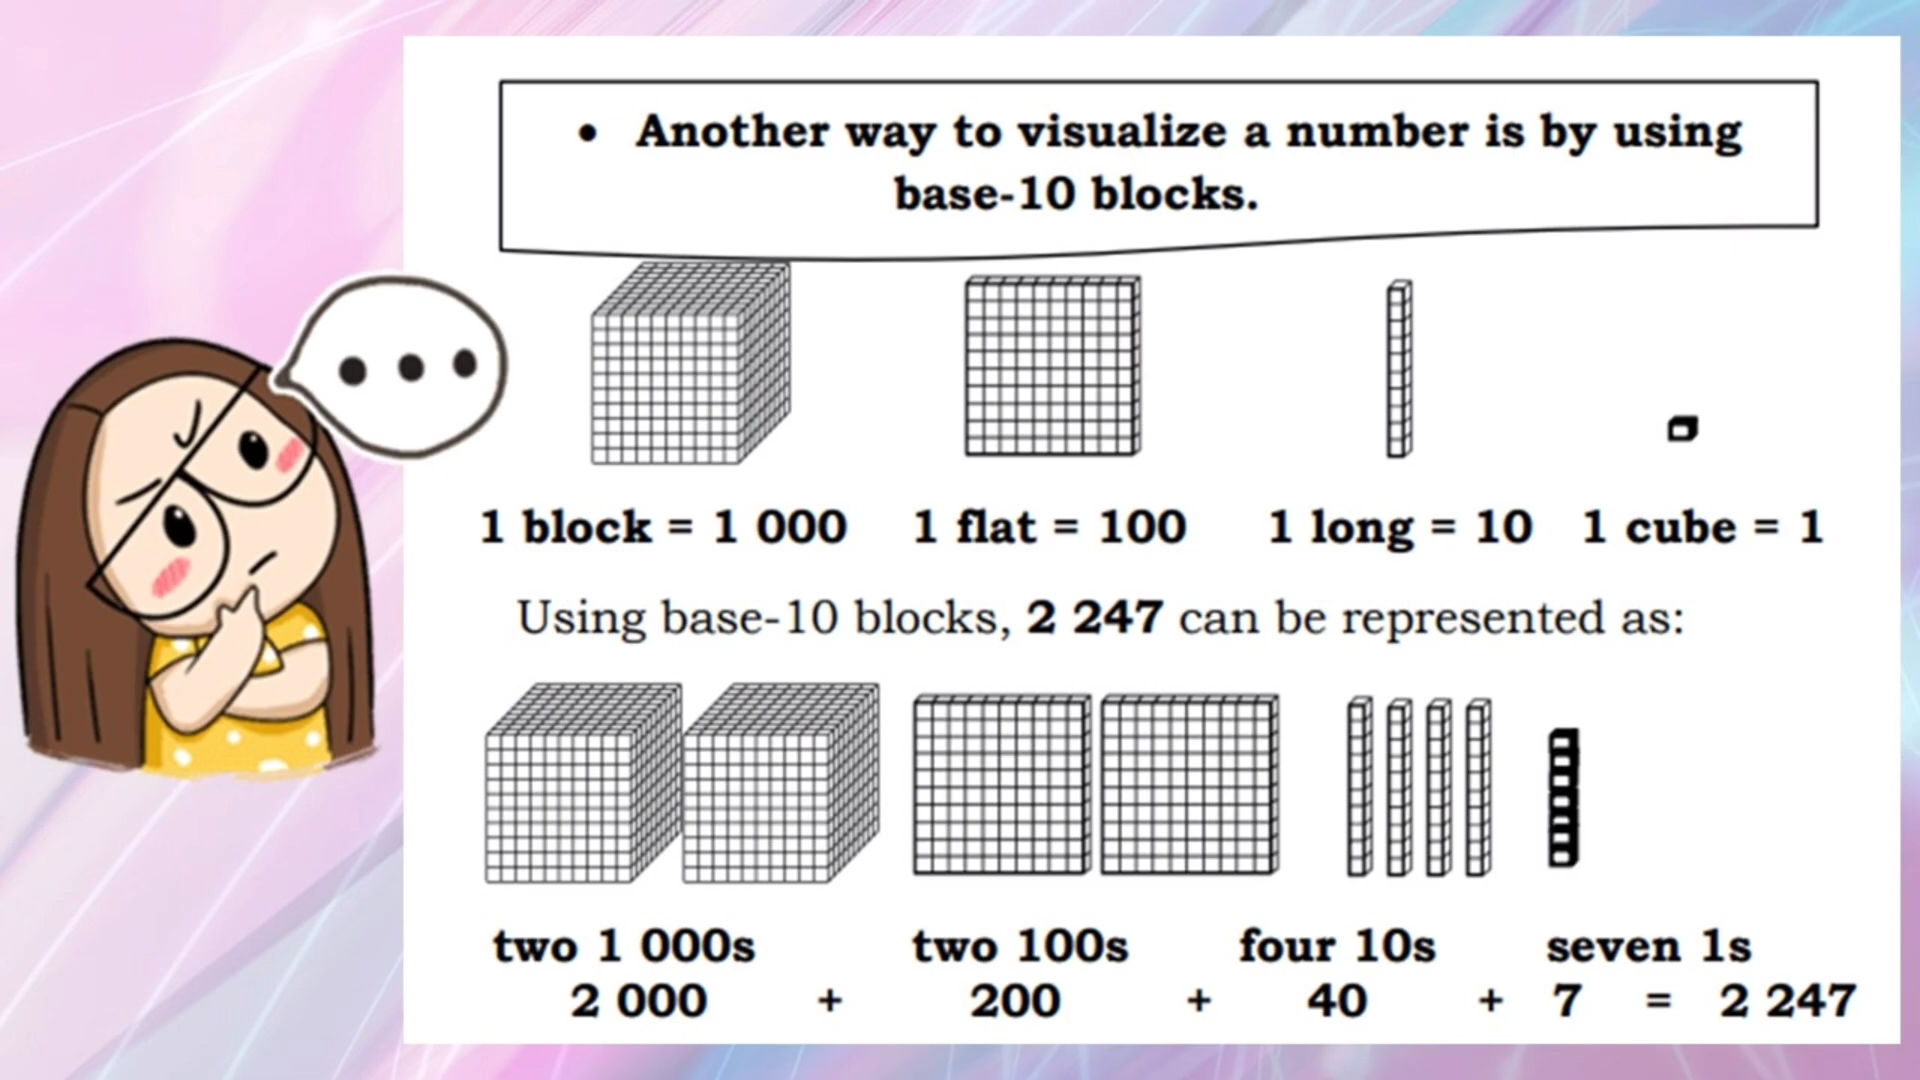 • Another way to visualize a number is by using
base-10 blocks.
1 block = 1 000 1 flat = 100 1 long = 10 1 cube = 1
Using base-10 blocks, 2 247 can be represented as:
two 1 000s two 100s four 10s seven 1s
2 000 + 200 + 40 + 7 = 2 247